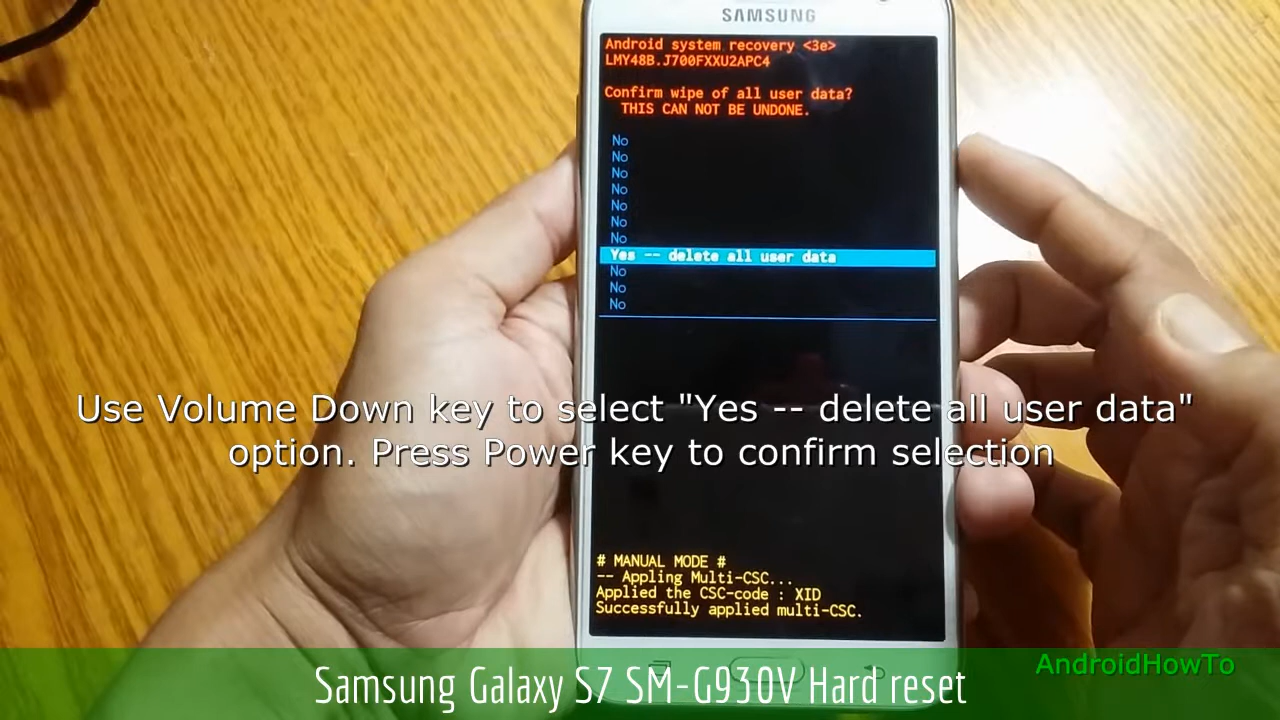 SAMSUNG
Android system recovery <3e>
LMY48B.J700FXXU2APC4
Confirm wipe of all user data?
THIS CAN NOT BE UNDONE.
No
No
No
No
No
No
No
Yes -- delete all user data
No
No
No
Use Volume Down key to select "Yes -- delete all user data"
option. Press Power key to confirm selection
# MANUAL MODE #
-- Appling Multi-CSC...
Applied the CSC-code : XID
Successfully applied multi-CSC.
AndroidHowTo
Samsung Galaxy S7 SM-G930V Hard reset